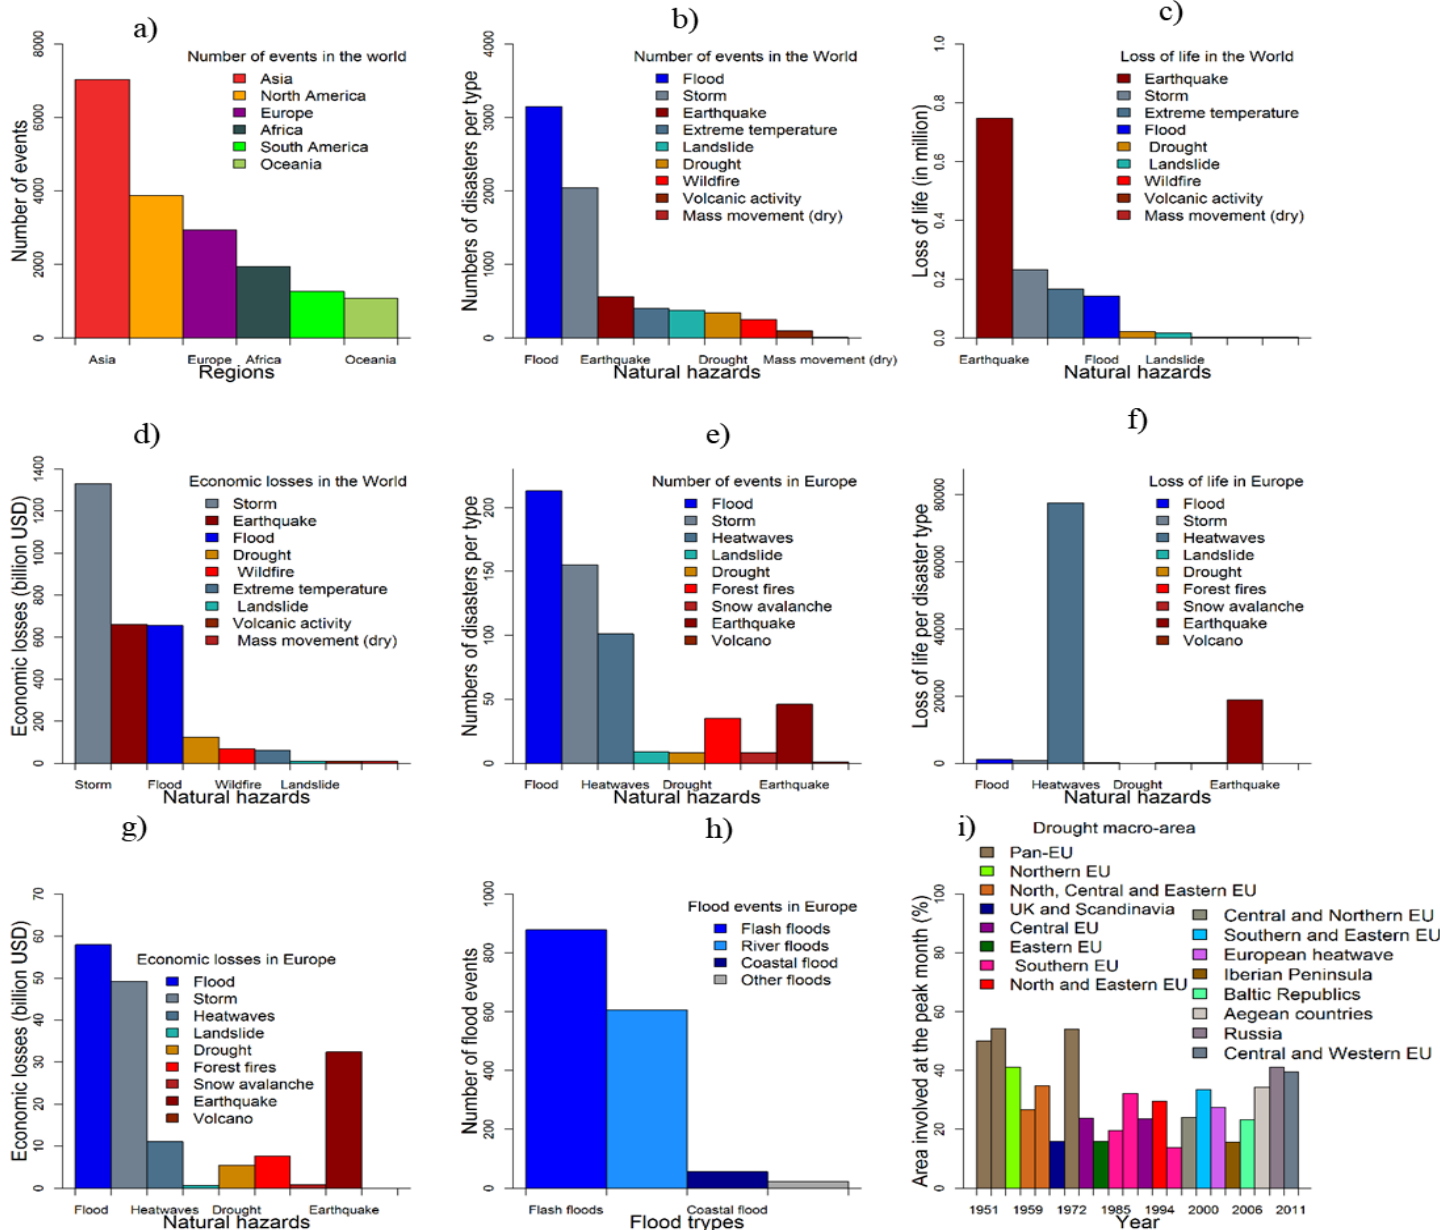 a)
Number of events in the world
Asia
North America
Europe
Africa
South America
Oceania
Number of events
0
2000
4000
6000
8000
Asia
Europe
Africa
Oceania
Regions
b)
Number of events in the World
Flood
Storm
Earthquake
Extreme temperature
Landslide
Drought
Wildfire
Volcanic activity
Mass movement (dry)
Numbers of disasters per type
0
1000
2000
3000
4000
Flood
Earthquake
Drought
Mass movement (dry)
Natural hazards
c)
Loss of life in the World
Earthquake
Storm
Extreme temperature
Flood
Drought
Landslide
Wildfire
Volcanic activity
Mass movement (dry)
Loss of life (in million)
0.0
0.2
0.4
0.6
0.8
1.0
Earthquake
Flood
Landslide
Natural hazards
d)
Economic losses in the World
Storm
Earthquake
Flood
Drought
Wildfire
Extreme temperature
Landslide
Volcanic activity
Mass movement (dry)
Economic losses (billion USD)
0
200
400
600
800
1000
1200
1400
Storm
Flood
Wildfire
Landslide
Natural hazards
e)
Number of events in Europe
Flood
Storm
Heatwaves
Landslide
Drought
Forest fires
Snow avalanche
Earthquake
Volcano
Numbers of disasters per type
0
50
100
150
200
Flood
Heatwaves
Drought
Earthquake
Natural hazards
f)
Loss of life in Europe
Flood
Storm
Heatwaves
Landslide
Drought
Forest fires
Snow avalanche
Earthquake
Volcano
Loss of life per disaster type
0
20000
40000
60000
80000
Flood
Heatwaves
Drought
Earthquake
Natural hazards
g)
Economic losses in Europe
Flood
Storm
Heatwaves
Landslide
Drought
Forest fires
Snow avalanche
Earthquake
Volcano
Economic losses (billion USD)
0
10
20
30
40
50
60
70
Flood
Heatwaves
Drought
Earthquake
Natural hazards
h)
Flood events in Europe
Flash floods
River floods
Coastal flood
Other floods
Number of flood events
0
200
400
600
800
1000
Flash floods
Coastal flood
Flood trypes
i)
Drought macro-area
Pan-EU
Northern EU
North, Central and Eastern EU
UK and Scandinavia
Central EU
Eastern EU
Southern EU
North and Eastern EU
Central and Northern EU
Southern and Eastern EU
European heatwave
Iberian Peninsula
Baltic Republics
Aegean countries
Russia
Central and Western EU
Area involved at the peak month (%)
0
20
40
60
80
100
1951
1959
1972
1985
1994
2000
2006
2011
Year